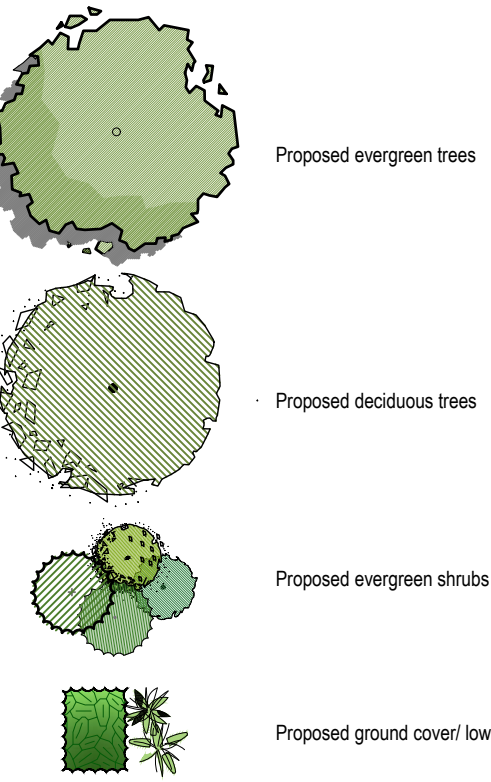 Proposed evergreen trees
Proposed deciduous trees
Proposed evergreen shrubs
Proposed ground cover/ low